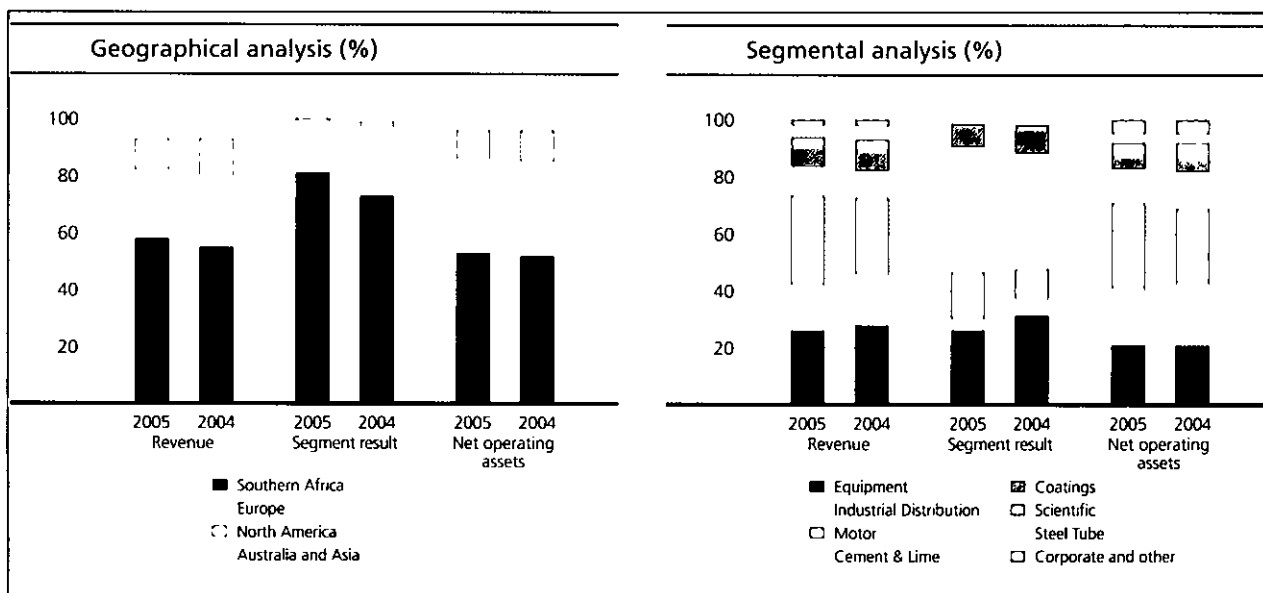 Geographical analysis (%)
100
80
60
40
20
2005 2004 2005 2004 2005 2004
Revenue Segment result Net operating
assets
Southern Africa
Europe
North America
Australia and Asia
Segmental analysis (%)
100
80
60
40
20
2005 2004 2005 2004 2005 2004
Revenue Segment result Net operating
assets
Equipment Coatings
Industrial Distribution Scientific
Motor Steel Tube
Cement & Lime Corporate and other